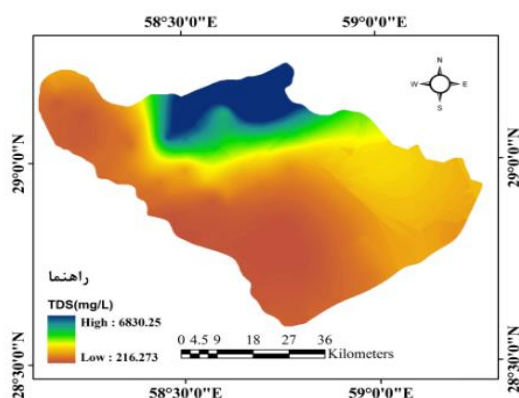 58°30'0"E 59°0'0"E
N
W E
S
29°0'0"N 29°0'0"N
راهنما
TDS(mg/L)
High : 6830.25
Low : 216.273
0 4.5 9 18 27 36
Kilometers
28°30'0"N 28°30'0"N
58°30'0"E 59°0'0"E